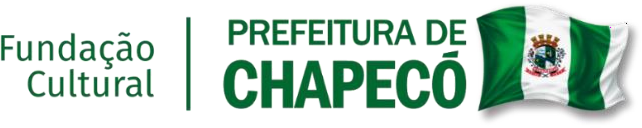 Fundação
Cultural
PREFEITURA DE
CHAPECÓ